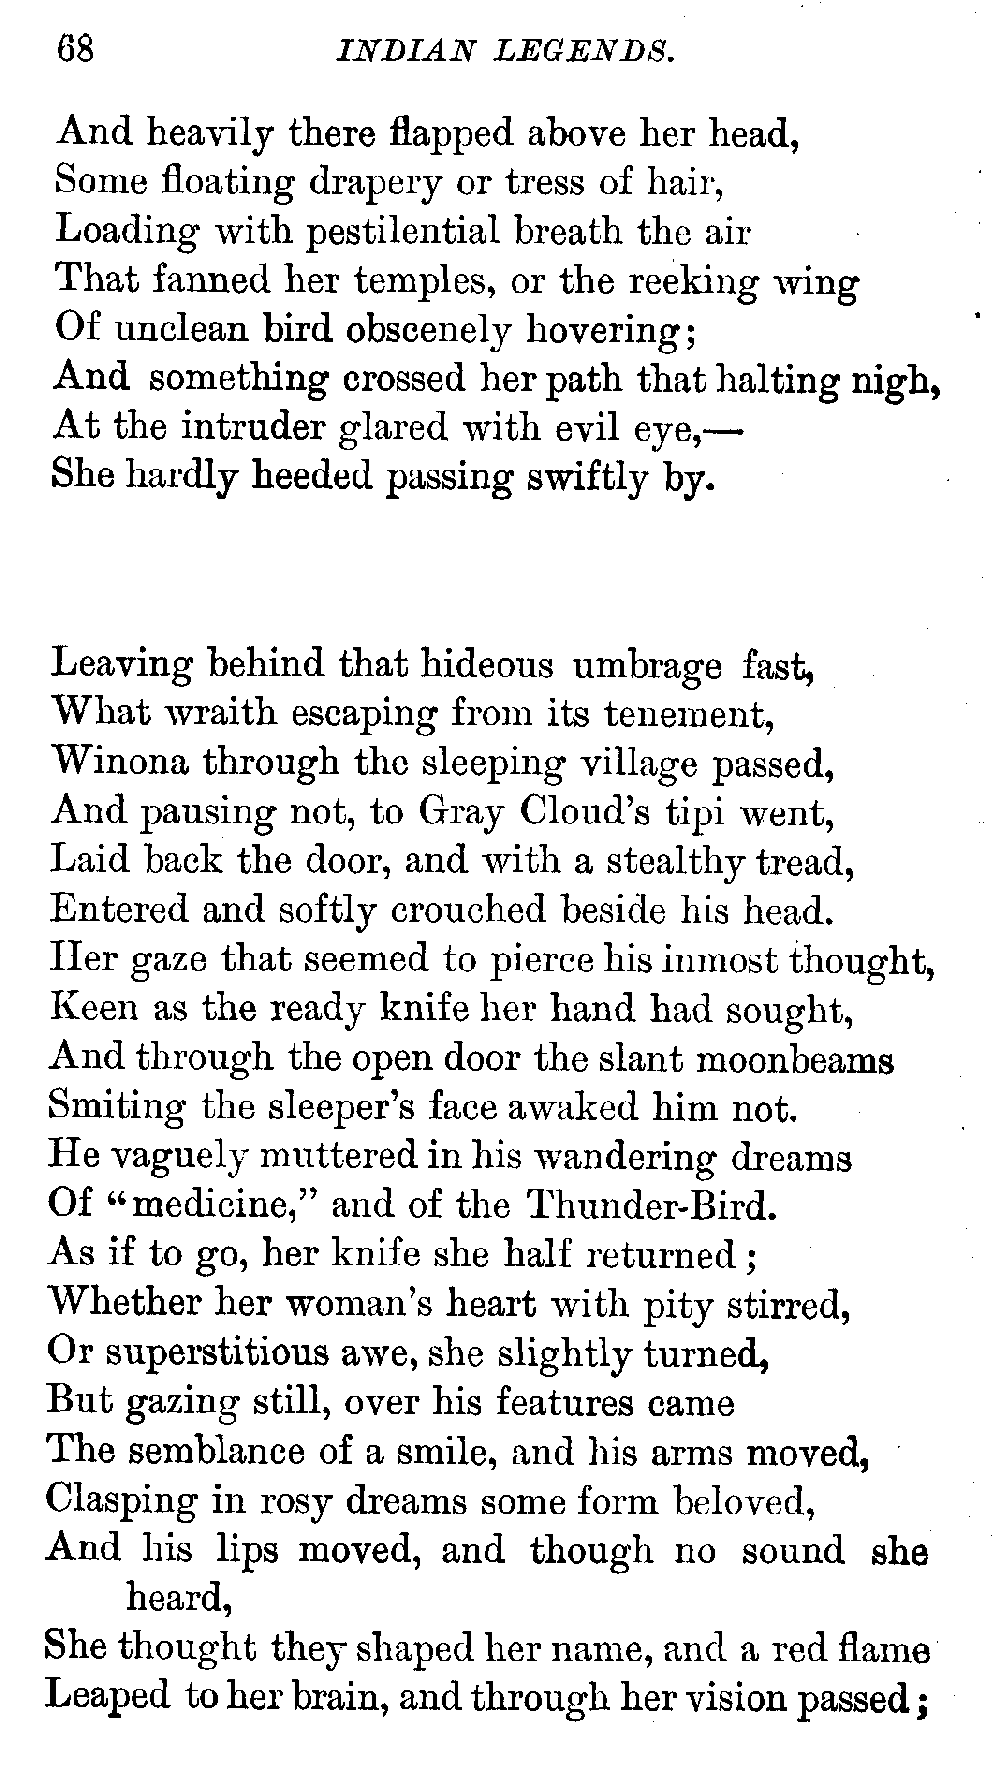 68 INDIAN LEGENDS.
And heavily there flapped above her head,
Some floating drapery or tress of hair,
Loading with pestilential breath the air
That fanned her temples, or the reeking wing
Of unclean bird obscenely hovering;
And something crossed her path that halting nigh,
At the intruder glared with evil eye,—
She hardly heeded passing swiftly by.
Leaving behind that hideous umbrage fast,
What wraith escaping from its tenement,
Winona through the sleeping village passed,
And pausing not, to Gray Cloud's tipi went,
Laid back the door, and with a stealthy tread,
Entered and softly crouched beside his head.
Her gaze that seemed to pierce his inmost thought,
Keen as the ready knife her hand had sought,
And through the open door the slant moonbeams
Smiting the sleeper's face awaked him not.
He vaguely muttered in his wandering dreams
Of "medicine," and of the Thunder-Bird.
As if to go, her knife she half returned;
Whether her woman's heart with pity stirred,
Or superstitious awe, she slightly turned,
But gazing still, over his features came
The semblance of a smile, and his arms moved,
Clasping in rosy dreams some form beloved,
And his lips moved, and though no sound she
heard,
She thought they shaped her name, and a red flame
Leaped to her brain, and through her vision passed;